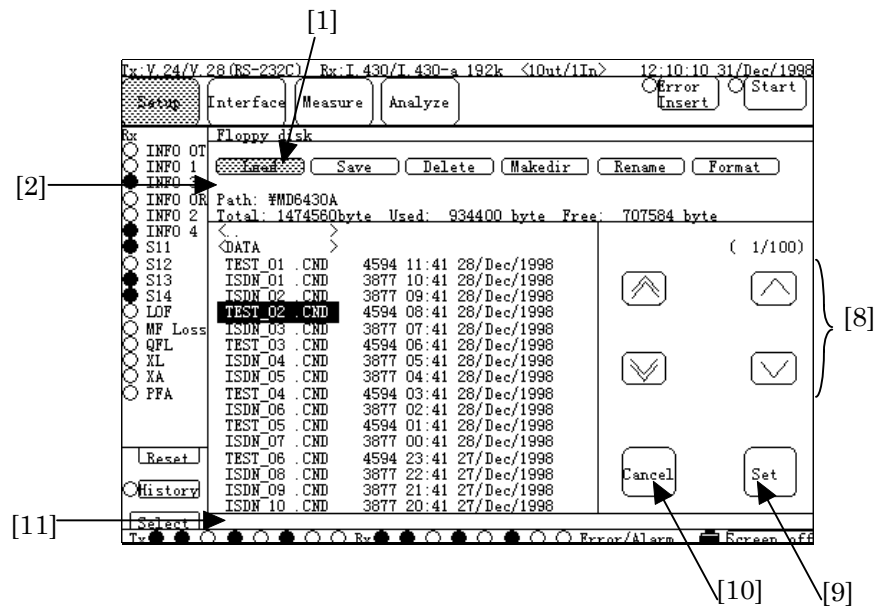 [1]
Tx:V.24/V.28(RS-232C) Rx:I.430/I.430-a 192k <10ut/1In> 12:10:10 31/Dec/1998
Setup Interface Measure Analyze Error Insert Start
Rx Floppy disk
INFO OT
INFO 1 Load Save Delete Makedir Rename Format
[2] INFO 3
INFO OR Path: ¥MD6430A
INFO 2 Total: 1474560byte Used: 934400 byte Free: 707584 byte
INFO 4 <.. >
S11 <DATA > ( 1/100)
S12 TEST_01 .CND 4594 11:41 28/Dec/1998
S13 ISDN_01 .CND 3877 10:41 28/Dec/1998
S14 ISDN_02 .CND 3877 09:41 28/Dec/1998
LOF TEST_02 .CND 4594 08:41 28/Dec/1998
[8]
MF Loss ISDN_03 .CND 3877 07:41 28/Dec/1998
QFL TEST_03 .CND 4594 06:41 28/Dec/1998
XL ISDN_04 .CND 3877 05:41 28/Dec/1998
XA ISDN_05 .CND 3877 04:41 28/Dec/1998
PFA TEST_04 .CND 4594 03:41 28/Dec/1998
ISDN_06 .CND 3877 02:41 28/Dec/1998
TEST_05 .CND 4594 01:41 28/Dec/1998
ISDN_07 .CND 3877 00:41 28/Dec/1998
Reset TEST_06 .CND 4594 23:41 27/Dec/1998
ISDN_08 .CND 3877 22:41 27/Dec/1998 Cancel Set
History ISDN_09 .CND 3877 21:41 27/Dec/1998
ISDN_10 .CND 3877 20:41 27/Dec/1998
[11] Select
Tx Rx Error/Alarm Screen off
[10] [9]